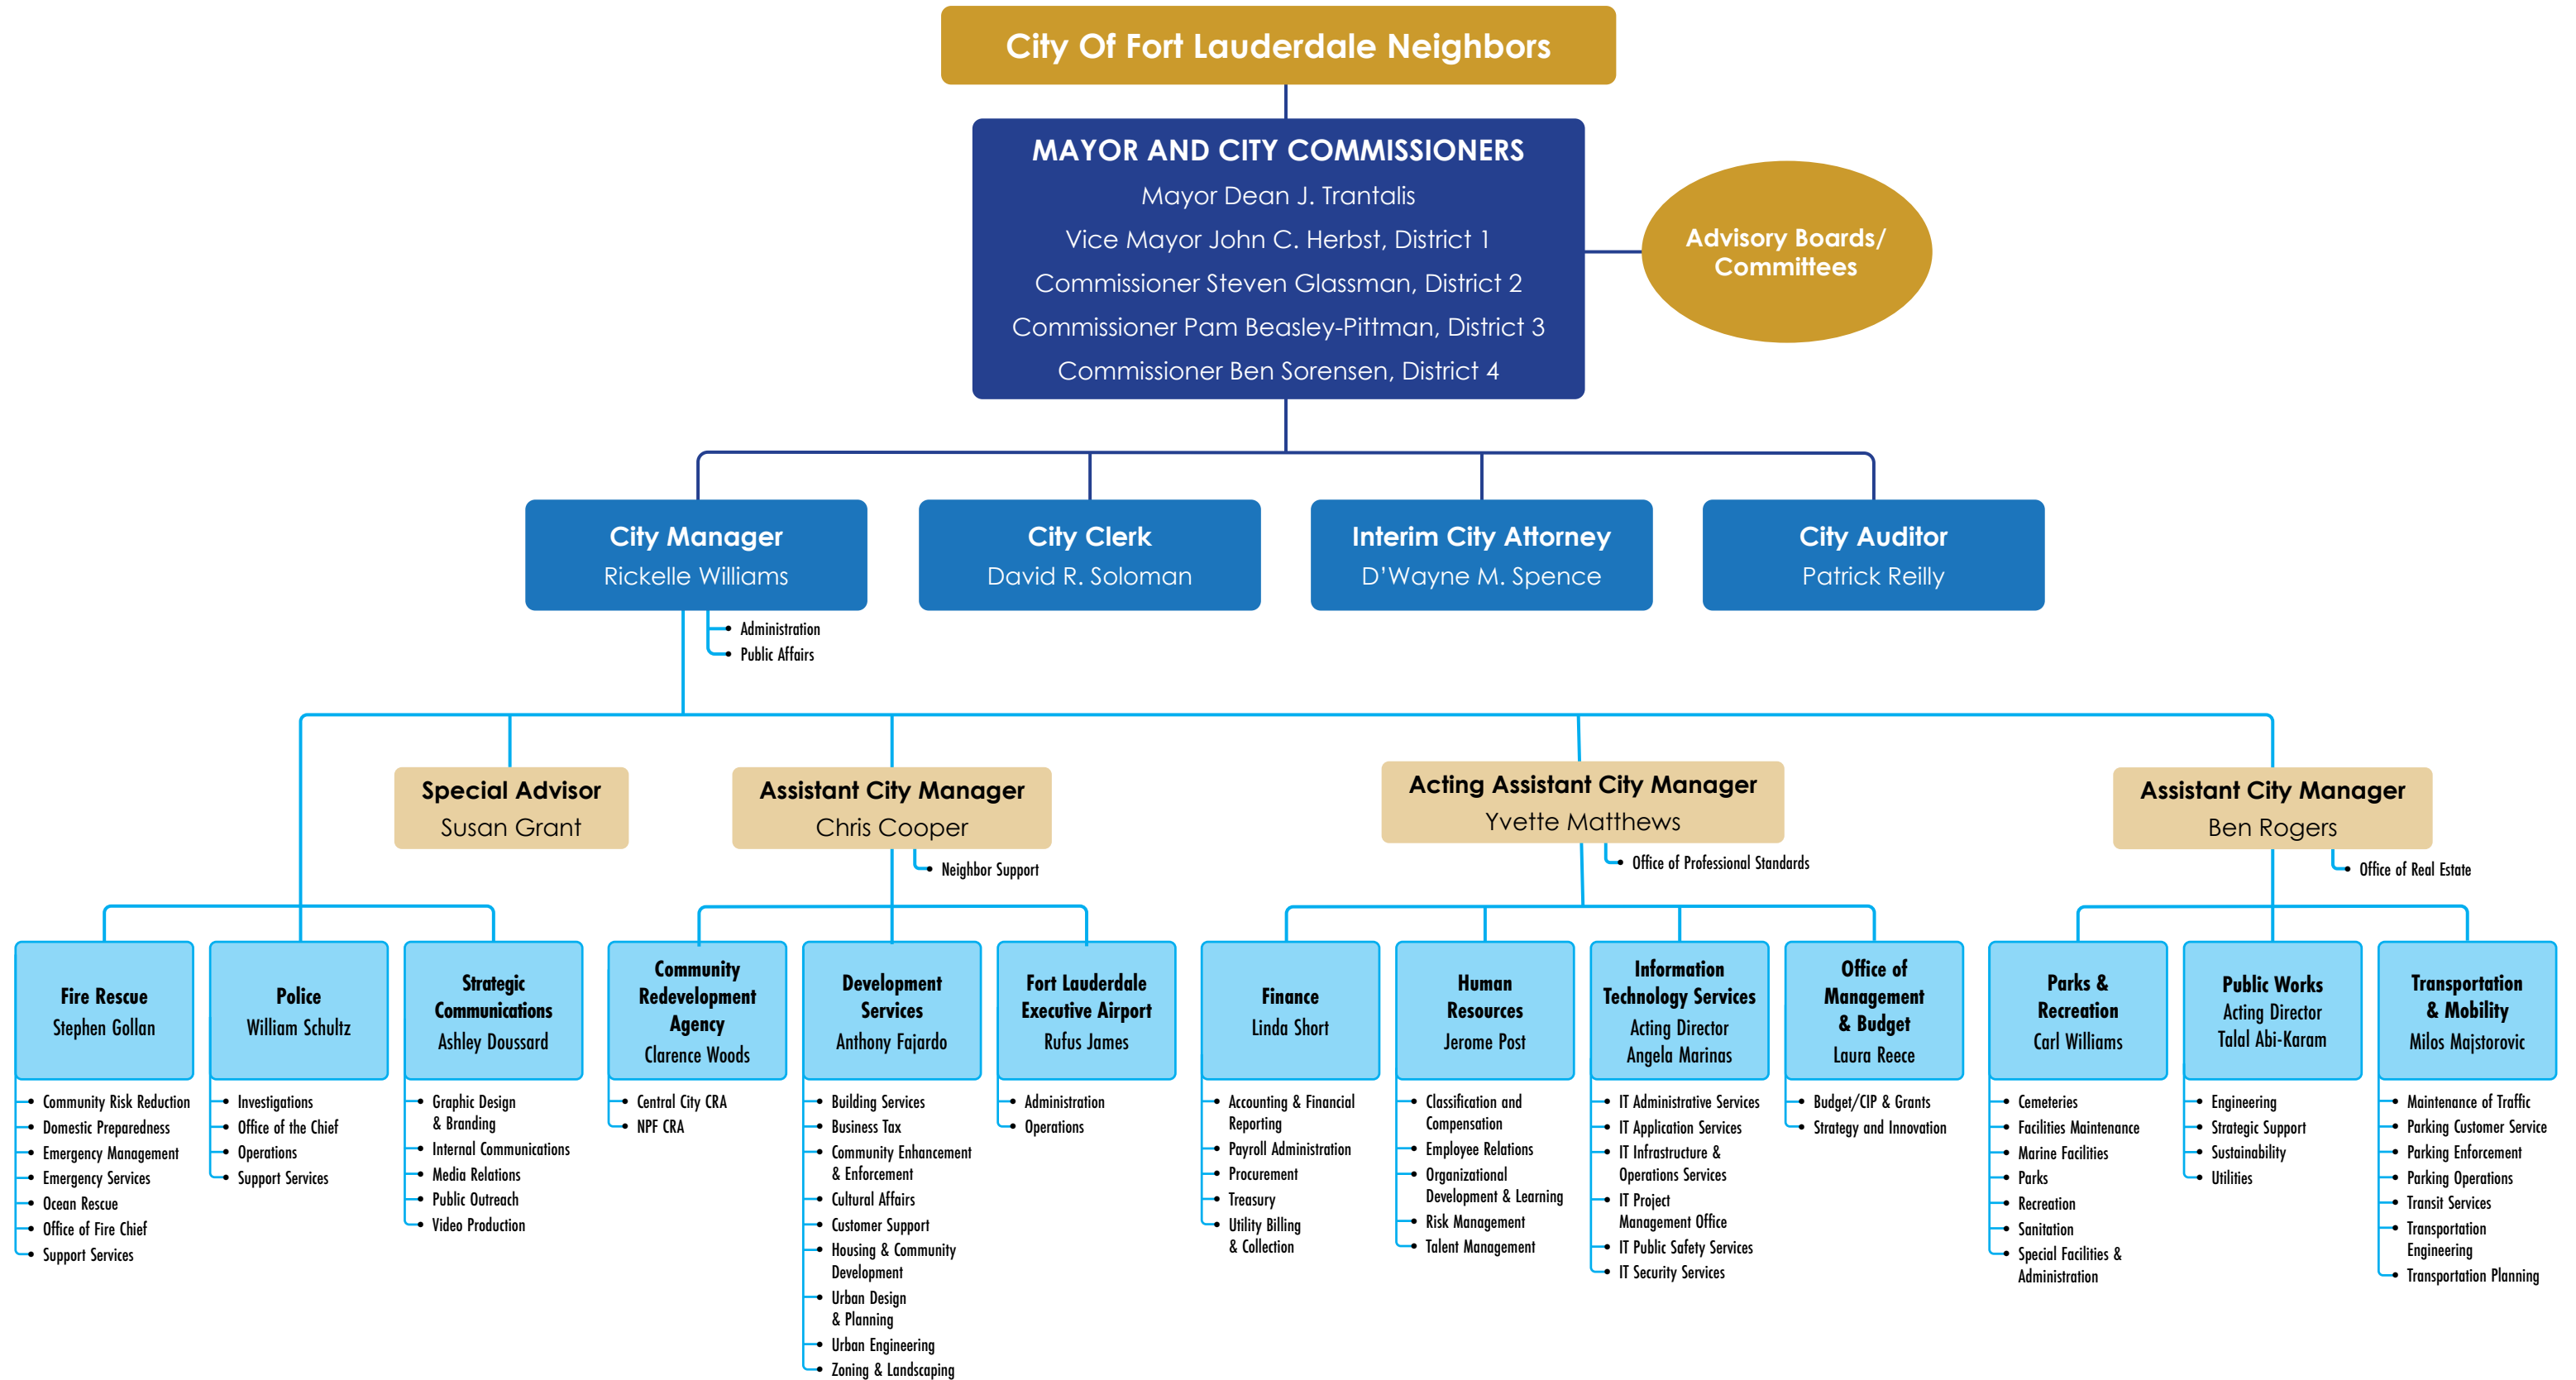 City Of Fort Lauderdale Neighbors
MAYOR AND CITY COMMISSIONERS
Mayor Dean J. Trantalis
Vice Mayor John C. Herbst, District 1
Commissioner Steven Glassman, District 2
Commissioner Pam Beasley-Pittman, District 3
Commissioner Ben Sorensen, District 4
Advisory Boards/
Committees
City Manager
Rickelle Williams
City Clerk
David R. Soloman
Interim City Attorney
D’Wayne M. Spence
City Auditor
Patrick Reilly
• Administration
• Public Affairs
Special Advisor
Susan Grant
Assistant City Manager
Chris Cooper
• Neighbor Support
Acting Assistant City Manager
Yvette Matthews
• Office of Professional Standards
Assistant City Manager
Ben Rogers
• Office of Real Estate
Fire Rescue
Stephen Gollan
• Community Risk Reduction
• Domestic Preparedness
• Emergency Management
• Emergency Services
• Ocean Rescue
• Office of Fire Chief
• Support Services
Police
William Schultz
• Investigations
• Office of the Chief
• Operations
• Support Services
Strategic
Communications
Ashley Doussard
• Graphic Design
& Branding
• Internal Communications
• Media Relations
• Public Outreach
• Video Production
Community
Redevelopment
Agency
Clarence Woods
• Central City CRA
• NPF CRA
Development
Services
Anthony Fajardo
• Building Services
• Business Tax
• Community Enhancement
& Enforcement
• Cultural Affairs
• Customer Support
• Housing & Community
Development
• Urban Design
& Planning
• Urban Engineering
• Zoning & Landscaping
Fort Lauderdale
Executive Airport
Rufus James
• Administration
• Operations
Finance
Linda Short
• Accounting & Financial
Reporting
• Payroll Administration
• Procurement
• Treasury
• Utility Billing
& Collection
Human
Resources
Jerome Post
• Classification and
Compensation
• Employee Relations
• Organizational
Development & Learning
• Risk Management
• Talent Management
Information
Technology Services
Acting Director
Angela Marinas
• IT Administrative Services
• IT Application Services
• IT Infrastructure &
Operations Services
• IT Project
Management Office
• IT Public Safety Services
• IT Security Services
Office of
Management
& Budget
Laura Reece
• Budget/CIP & Grants
• Strategy and Innovation
Parks &
Recreation
Carl Williams
• Cemeteries
• Facilities Maintenance
• Marine Facilities
• Parks
• Recreation
• Sanitation
• Special Facilities &
Administration
Public Works
Acting Director
Talal Abi-Karam
• Engineering
• Strategic Support
• Sustainability
• Utilities
Transportation
& Mobility
Milos Majstorovic
• Maintenance of Traffic
• Parking Customer Service
• Parking Enforcement
• Parking Operations
• Transit Services
• Transportation
Engineering
• Transportation Planning